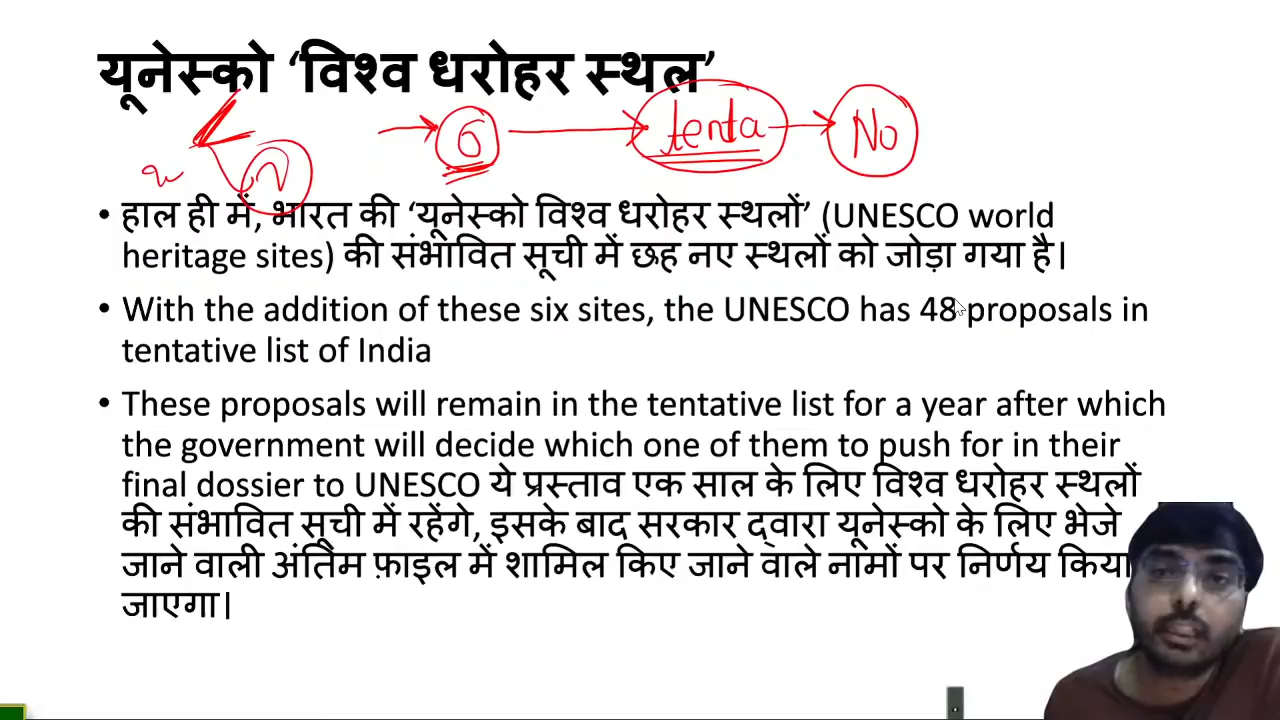 यूनेस्को ‘विश्व धरोहर स्थल’
6 tenta No
• हाल ही में, भारत की ‘यूनेस्को विश्व धरोहर स्थलों’ (UNESCO world
heritage sites) की संभावित सूची में छह नए स्थलों को जोड़ा गया है।
• With the addition of these six sites, the UNESCO has 48 proposals in
tentative list of India
• These proposals will remain in the tentative list for a year after which
the government will decide which one of them to push for in their
final dossier to UNESCO ये प्रस्ताव एक साल के लिए विश्व धरोहर स्थलों
की संभावित सूची में रहेंगे, इसके बाद सरकार द्वारा यूनेस्को के लिए भेजे
जाने वाली अंतिम फ़ाइल में शामिल किए जाने वाले नामों पर निर्णय किया
जाएगा।